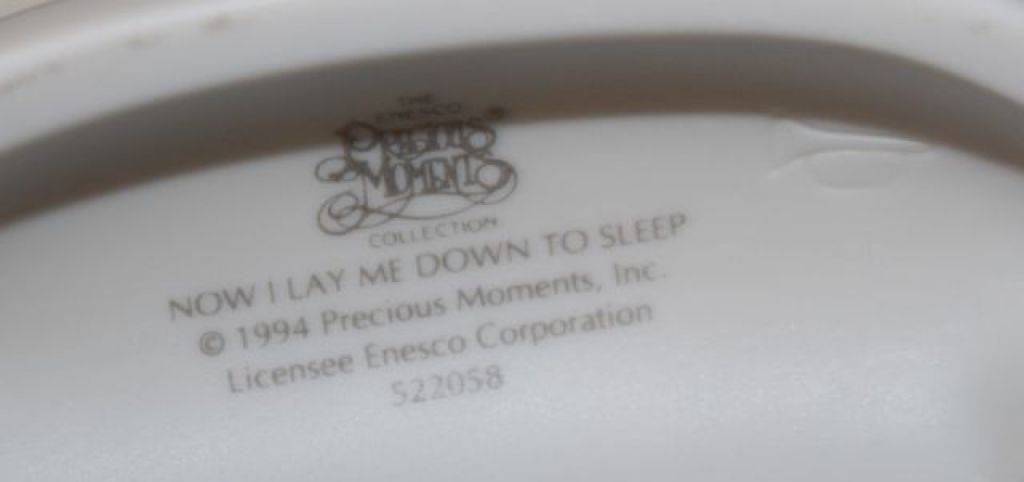 THE
ENESCO
PRECIOUS
MOMENTS
COLLECTION
NOW I LAY ME DOWN TO SLEEP
© 1994 Precious Moments, Inc.
Licensee Enesco Corporation
522058